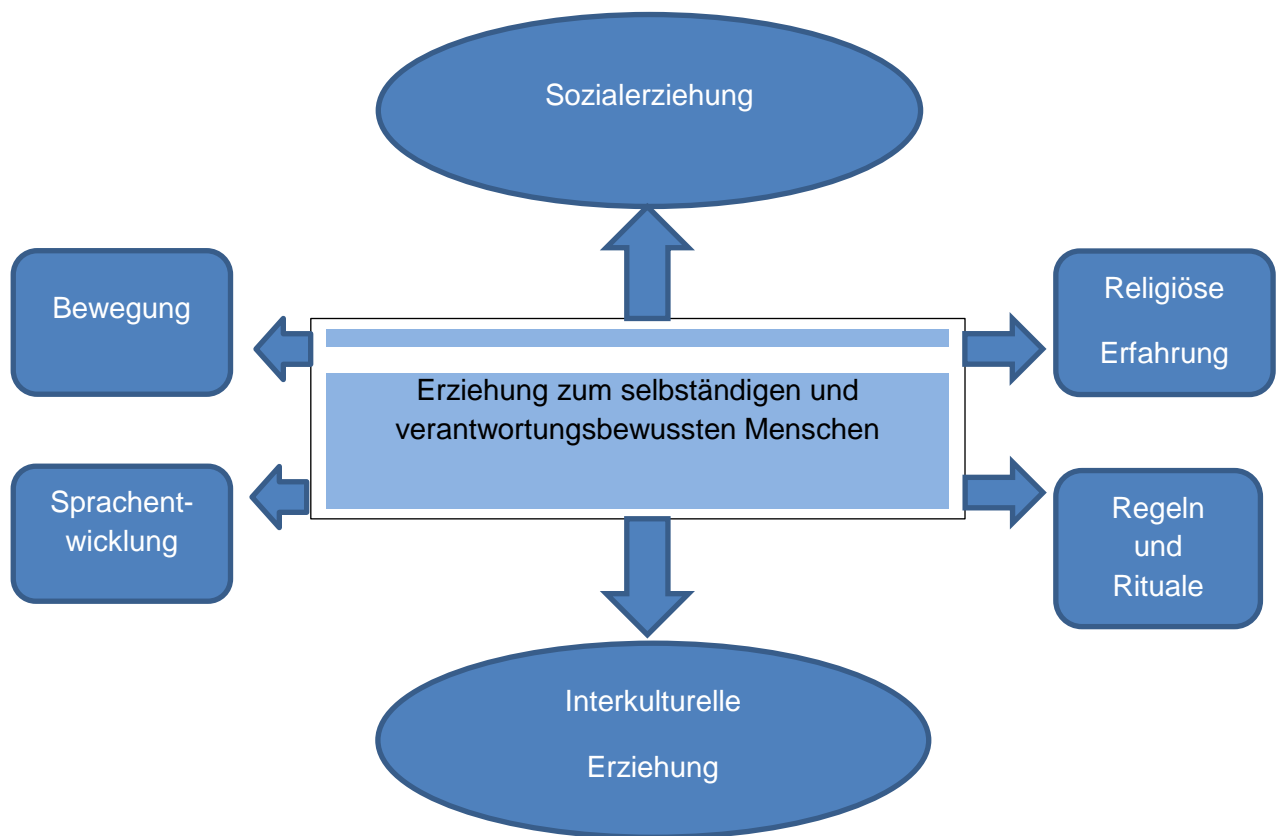 Sozialerziehung
Bewegung
Religiöse
Erfahrung
Erziehung zum selbständigen und
verantwortungsbewussten Menschen
Sprachent-
wicklung
Regeln
und
Rituale
Interkulturelle
Erziehung